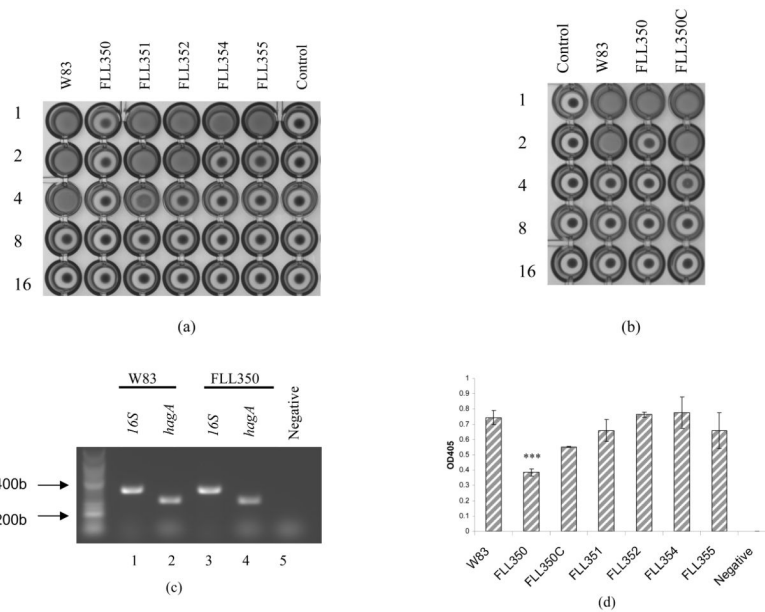 W83 FLL350 FLL351 FLL352 FLL354 FLL355 Control
1
2
4
8
16
(a)
Control W83 FLL350 FLL350C
1
2
4
8
16
(b)
W83 FLL350
16S hagA 16S hagA Negative
400b
200b
1 2 3 4 5
(c)
1
0.9
0.8
0.7
0.6
0.5
0.4
0.3
0.2
0.1
0
OD405
***
W83 FLL350 FLL350C FLL351 FLL352 FLL354 FLL355 Negative
(d)